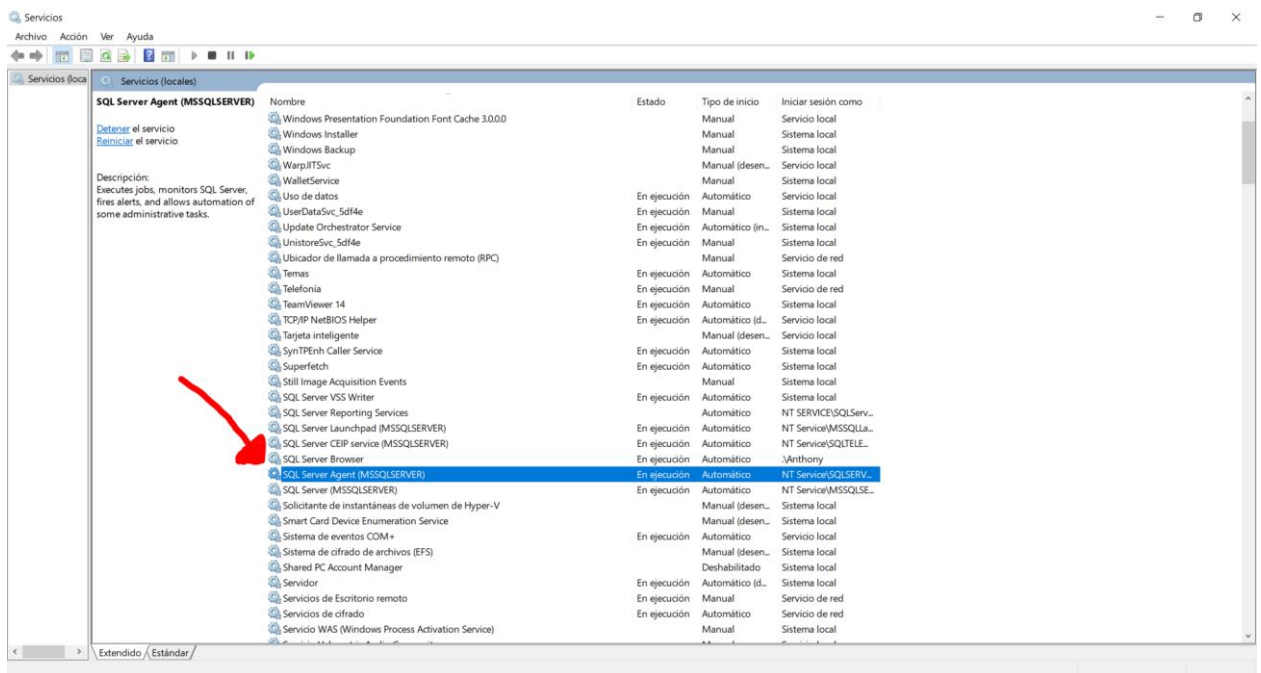 Servicios
Archivo Acción Ver Ayuda
Servicios (loca
Servicios (locales)
SQL Server Agent (MSSQLSERVER)
Detener el servicio
Reiniciar el servicio
Descripción:
Executes jobs, monitors SQL Server,
fires alerts, and allows automation of
some administrative tasks.
Nombre Estado Tipo de inicio Iniciar sesión como
Windows Presentation Foundation Font Cache 3.0.0.0 Manual Servicio local
Windows Installer Manual Sistema local
Windows Backup Manual Sistema local
WarpJITSvc Manual (desen... Servicio local
WalletService Manual Sistema local
Uso de datos En ejecución Automático Servicio local
UserDataSvc_5df4e En ejecución Manual Sistema local
Update Orchestrator Service En ejecución Automático (in... Sistema local
UnistoreSvc_5df4e En ejecución Manual Sistema local
Ubicador de llamada a procedimiento remoto (RPC) Manual Servicio de red
Temas En ejecución Automático Sistema local
Telefonía En ejecución Manual Servicio de red
TeamViewer 14 En ejecución Automático Sistema local
TCP/IP NetBIOS Helper En ejecución Automático (d... Servicio local
Tarjeta inteligente Manual (desen... Servicio local
SynTPEnh Caller Service En ejecución Automático Sistema local
Superfetch En ejecución Automático Sistema local
Still Image Acquisition Events Manual Sistema local
SQL Server VSS Writer En ejecución Automático Sistema local
SQL Server Reporting Services Automático NT SERVICE\SQLServ...
SQL Server Launchpad (MSSQLSERVER) En ejecución Automático NT Service\MSSQLLa...
SQL Server CEIP service (MSSQLSERVER) En ejecución Automático NT Service\SQLTELE...
SQL Server Browser En ejecución Automático .\Anthony
SQL Server Agent (MSSQLSERVER) En ejecución Automático NT Service\SQLSERV...
SQL Server (MSSQLSERVER) En ejecución Automático NT Service\MSSQLSE...
Solicitante de instantáneas de volumen de Hyper-V Manual (desen... Sistema local
Smart Card Device Enumeration Service Manual (desen... Sistema local
Sistema de eventos COM+ En ejecución Automático Servicio local
Sistema de cifrado de archivos (EFS) Manual (desen... Sistema local
Shared PC Account Manager Deshabilitado Sistema local
Servidor En ejecución Automático (d... Sistema local
Servicios de Escritorio remoto En ejecución Manual Servicio de red
Servicios de cifrado En ejecución Automático Servicio de red
Servicio WAS (Windows Process Activation Service) Manual Sistema local
Extendido Estándar